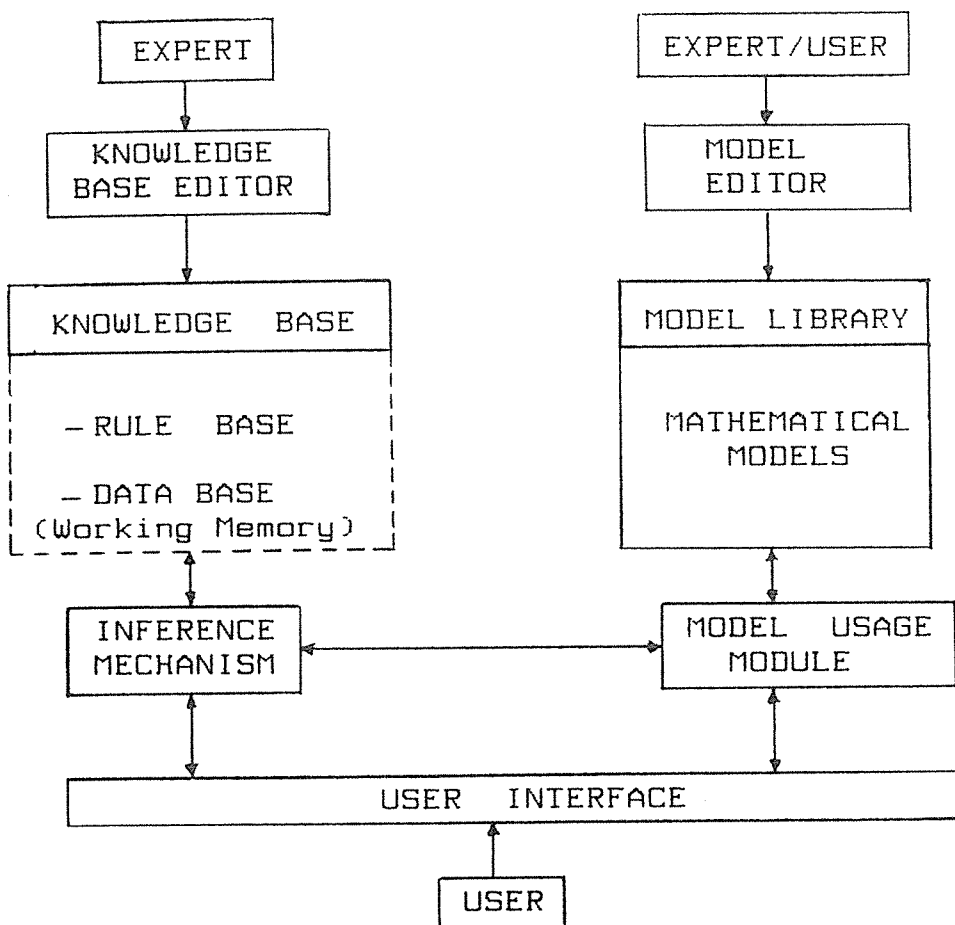 EXPERT
EXPERT/USER
KNOWLEDGE
BASE EDITOR
MODEL
EDITOR
KNOWLEDGE BASE
MODEL LIBRARY
– RULE BASE
– DATA BASE
(Working Memory)
MATHEMATICAL
MODELS
INFERENCE
MECHANISM
MODEL USAGE
MODULE
USER INTERFACE
USER